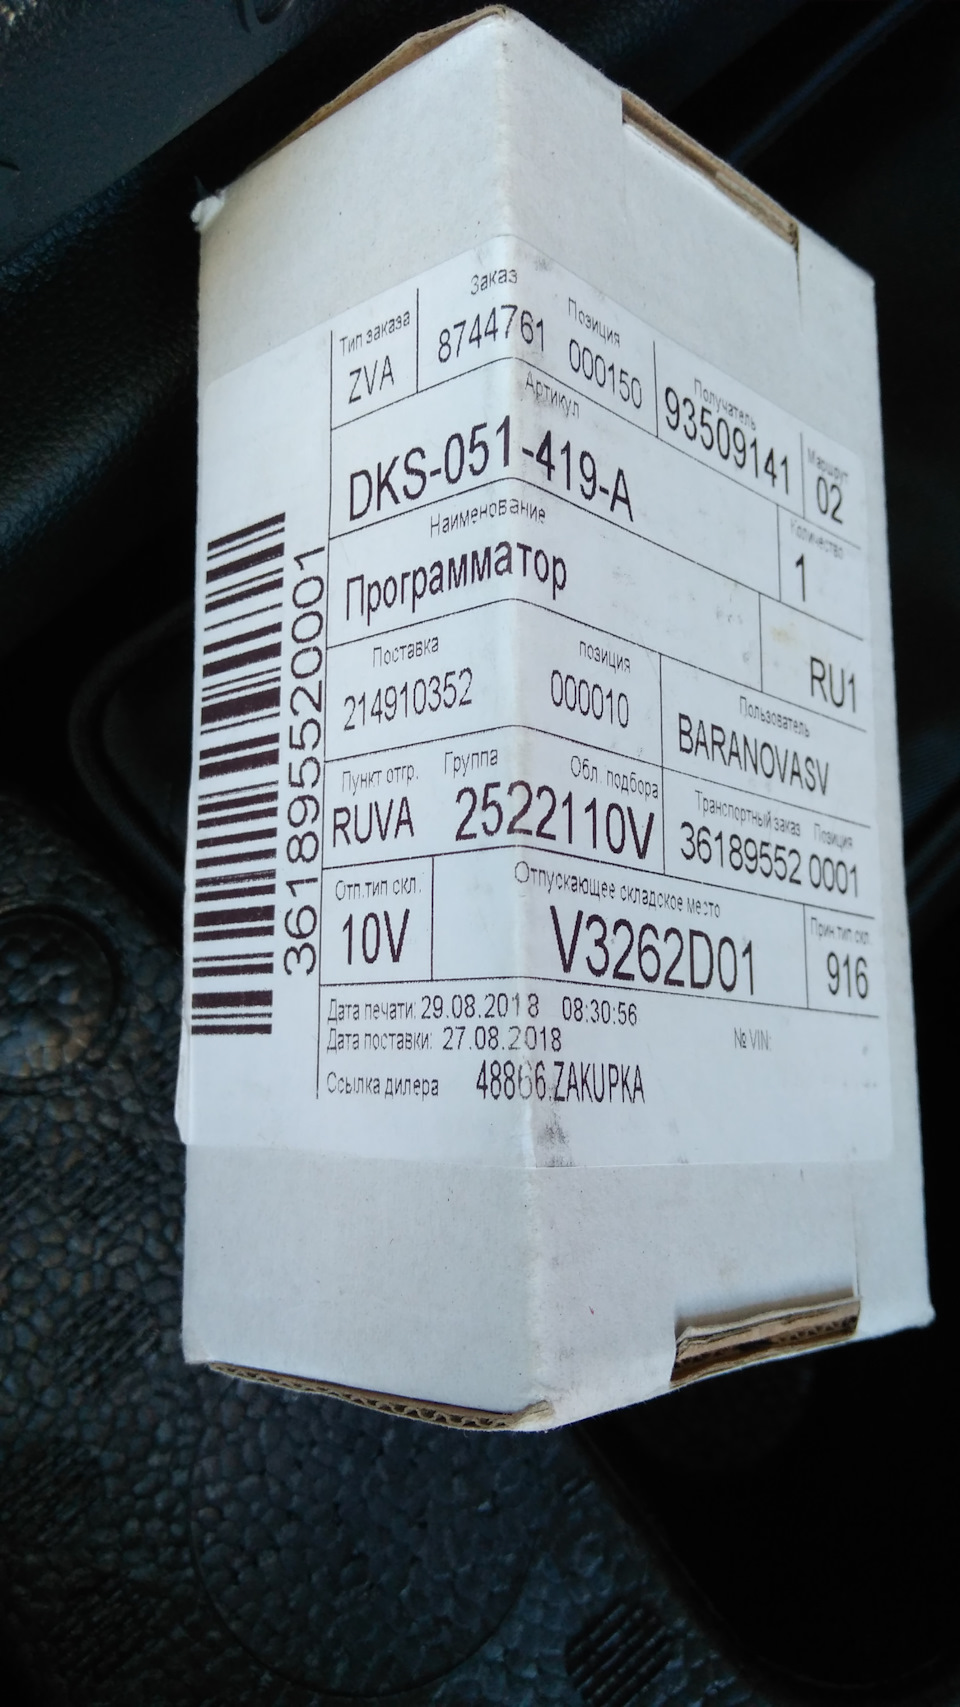 Тип заказа Заказ Позиция Получатель Маршрут
ZVA 8744761 000150 93509141 02
Артикул Количество
DKS-051-419-A 1
Наименование
Программатор RU1
Поставка позиция Пользователь
214910352 000010 BARANOVASV
Пункт отгр. Группа Обл. подбора Транспортный заказ Позиция
RUVA 2522110V 36189552 0001
Отп.тип скл. Отпускающее складское место Прин.тип скл.
10V V3262D01 916
Дата печати: 29.08.2018 08:30:56
Дата поставки: 27.08.2018 № VIN:
Ссылка дилера 48866.ZAKUPKA
361895520001